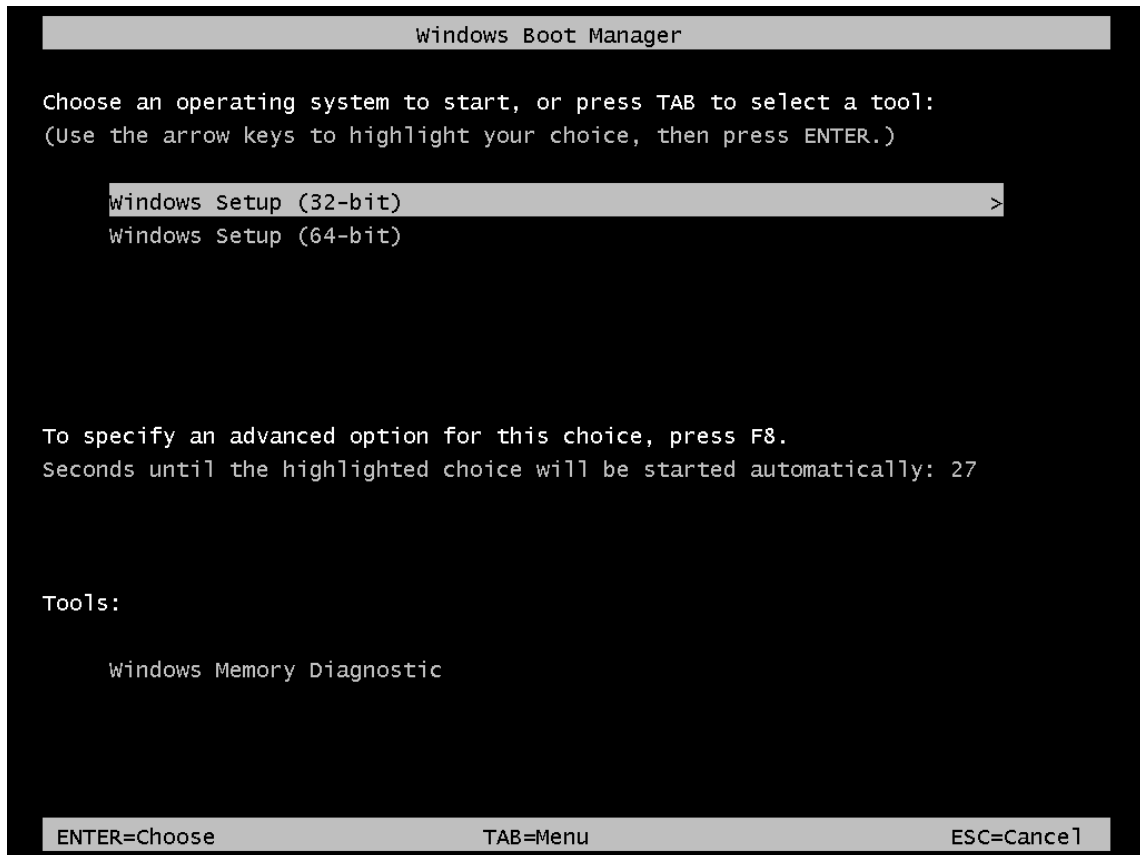 Windows Boot Manager
Choose an operating system to start, or press TAB to select a tool:
(Use the arrow keys to highlight your choice, then press ENTER.)
Windows Setup (32-bit) >
Windows Setup (64-bit)
To specify an advanced option for this choice, press F8.
Seconds until the highlighted choice will be started automatically: 27
Tools:
Windows Memory Diagnostic
ENTER=Choose TAB=Menu ESC=Cancel